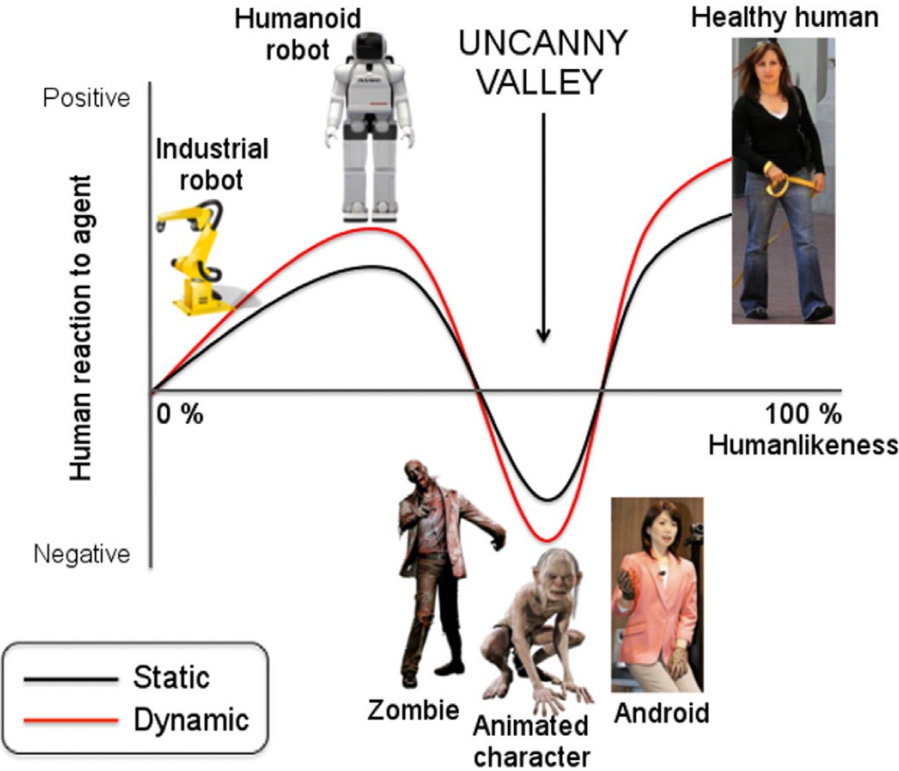 Humanoid
robot
UNCANNY
VALLEY
Healthy human
Positive
Industrial
robot
Human reaction to agent
0 %
100 %
Humanlikeness
Negative
Static
Dynamic
Zombie
Animated
character
Android